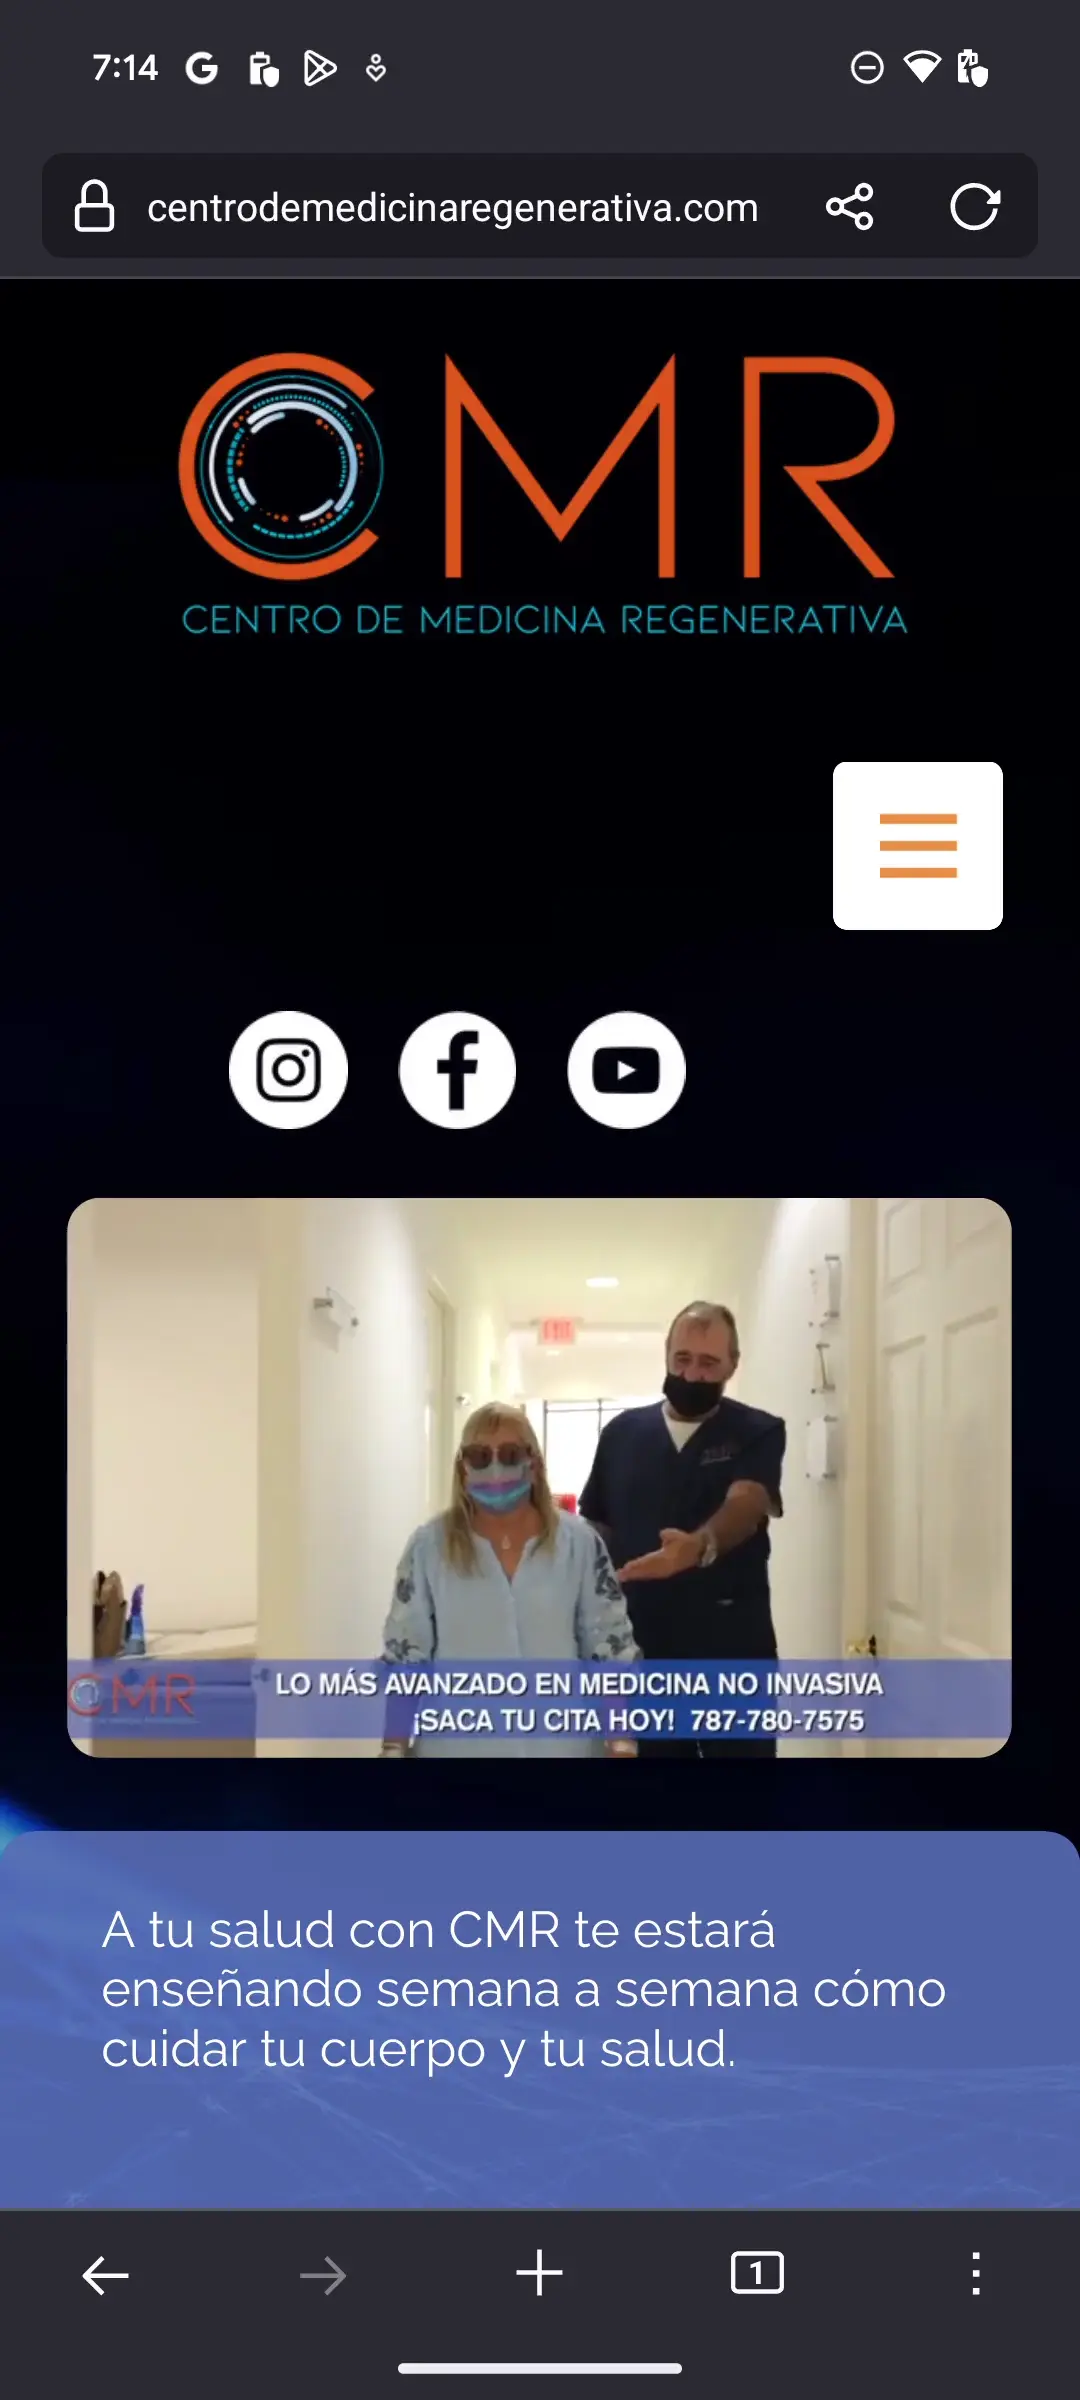 7:14
centrodemedicinaregenerativa.com
CMR
CENTRO DE MEDICINA REGENERATIVA
EXIT
CMR
LO MÁS AVANZADO EN MEDICINA NO INVASIVA
¡SACA TU CITA HOY! 787-780-7575
A tu salud con CMR te estará
enseñando semana a semana cómo
cuidar tu cuerpo y tu salud.
1